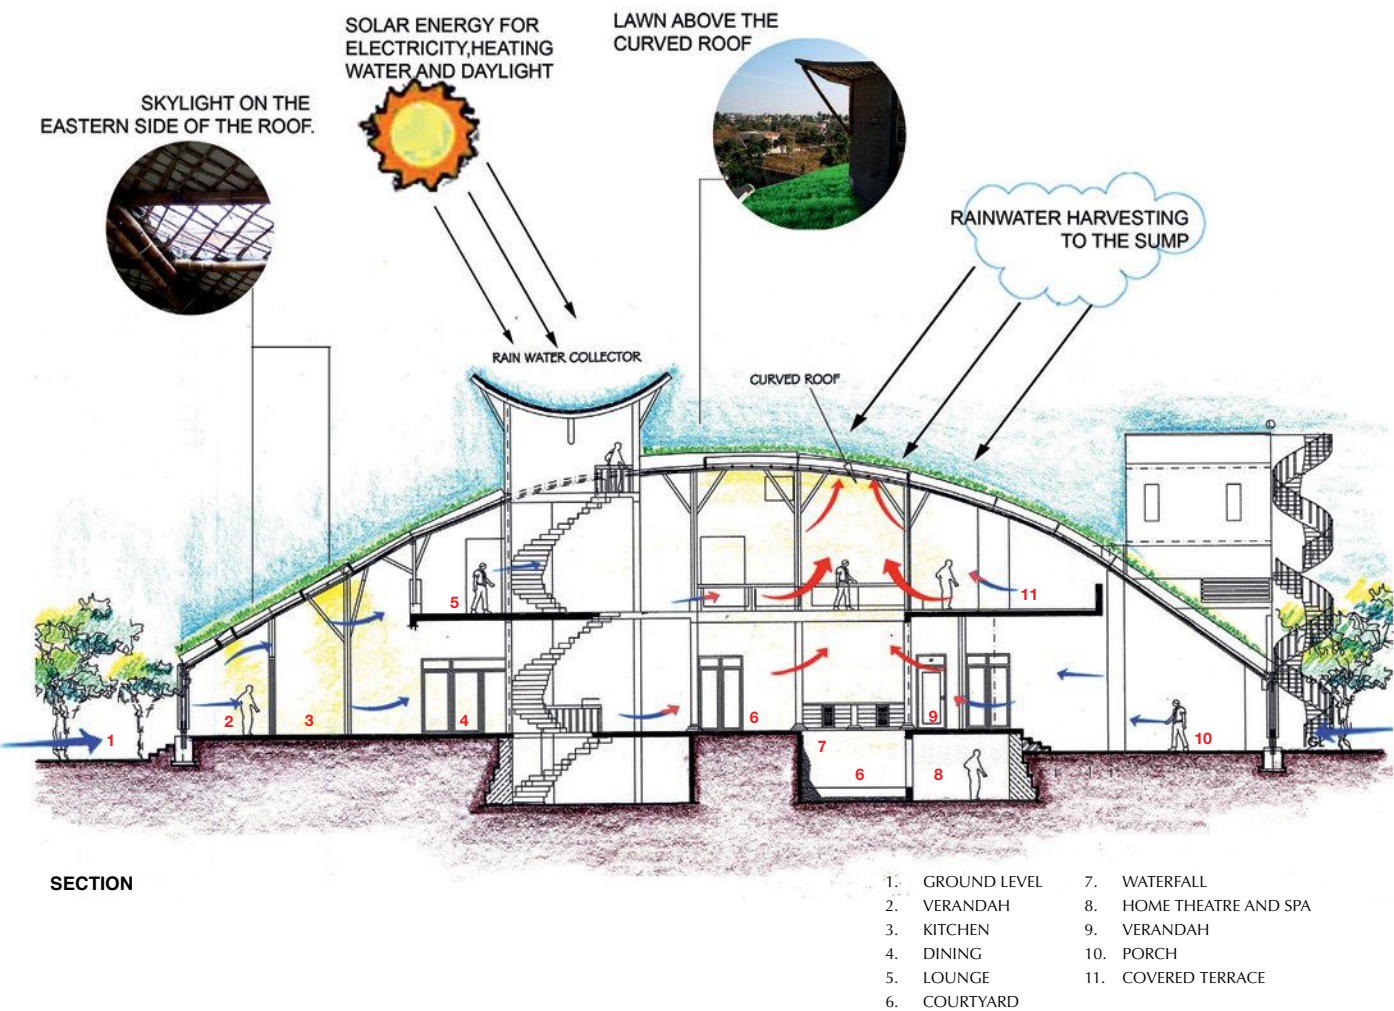 SOLAR ENERGY FOR
ELECTRICITY,HEATING
WATER AND DAYLIGHT
LAWN ABOVE THE
CURVED ROOF
SKYLIGHT ON THE
EASTERN SIDE OF THE ROOF.
RAINWATER HARVESTING
TO THE SUMP
RAIN WATER COLLECTOR
CURVED ROOF
5
11
1
2
3
4
6
9
10
7
6
8
SECTION
1. GROUND LEVEL
2. VERANDAH
3. KITCHEN
4. DINING
5. LOUNGE
6. COURTYARD
7. WATERFALL
8. HOME THEATRE AND SPA
9. VERANDAH
10. PORCH
11. COVERED TERRACE